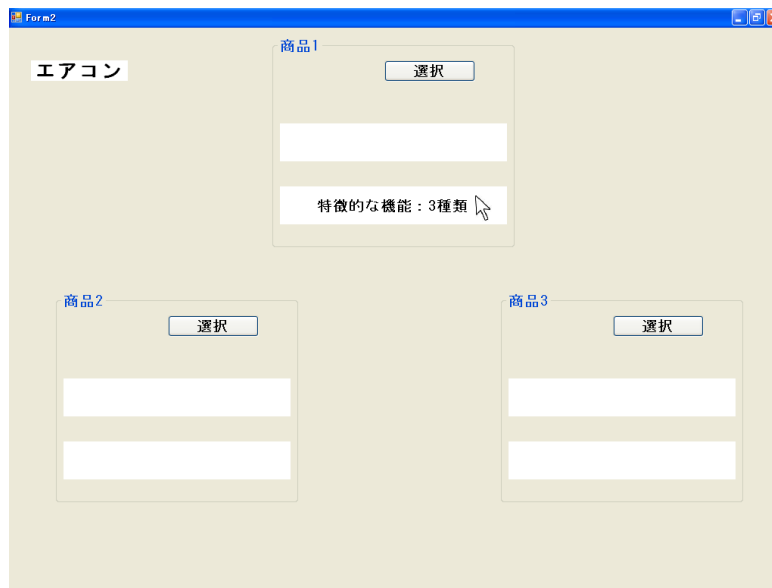 Form2
エアコン
商品1
選択
特徴的な機能：3種類
商品2
選択
商品3
選択